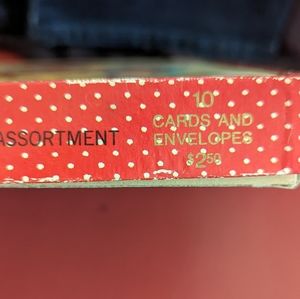 ASSORTMENT
10
CARDS AND
ENVELOPES
$2.50